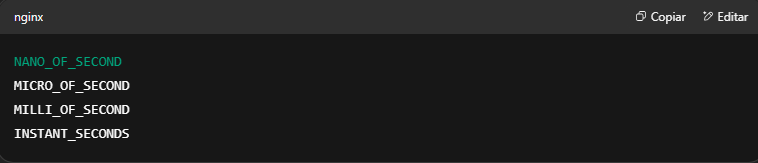 nginx Copiar Editar
NANO_OF_SECOND
MICRO_OF_SECOND
MILLI_OF_SECOND
INSTANT_SECONDS